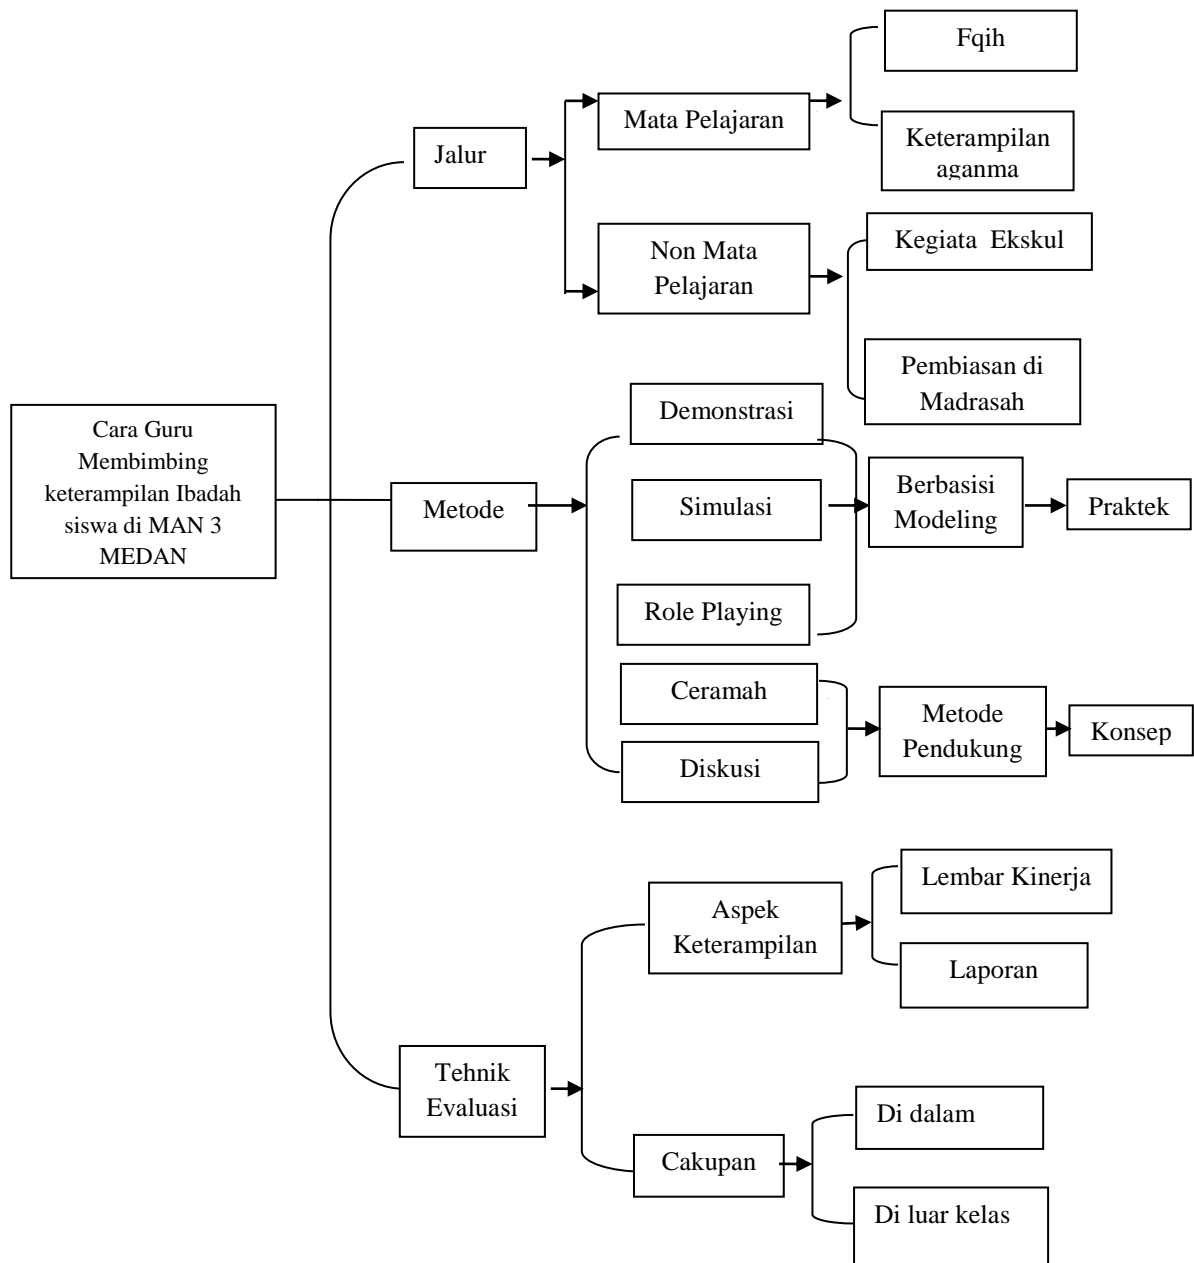 Fqih
Mata Pelajaran
Jalur
Keterampilan
aganma
Non Mata
Pelajaran
Kegiata Ekskul
Pembiasan di
Madrasah
Cara Guru
Membimbing
keterampilan Ibadah
siswa di MAN 3
MEDAN
Metode
Demonstrasi
Simulasi
Role Playing
Berbasisi
Modeling
Praktek
Ceramah
Diskusi
Metode
Pendukung
Konsep
Tehnik
Evaluasi
Aspek
Keterampilan
Lembar Kinerja
Laporan
Cakupan
Di dalam
Di luar kelas